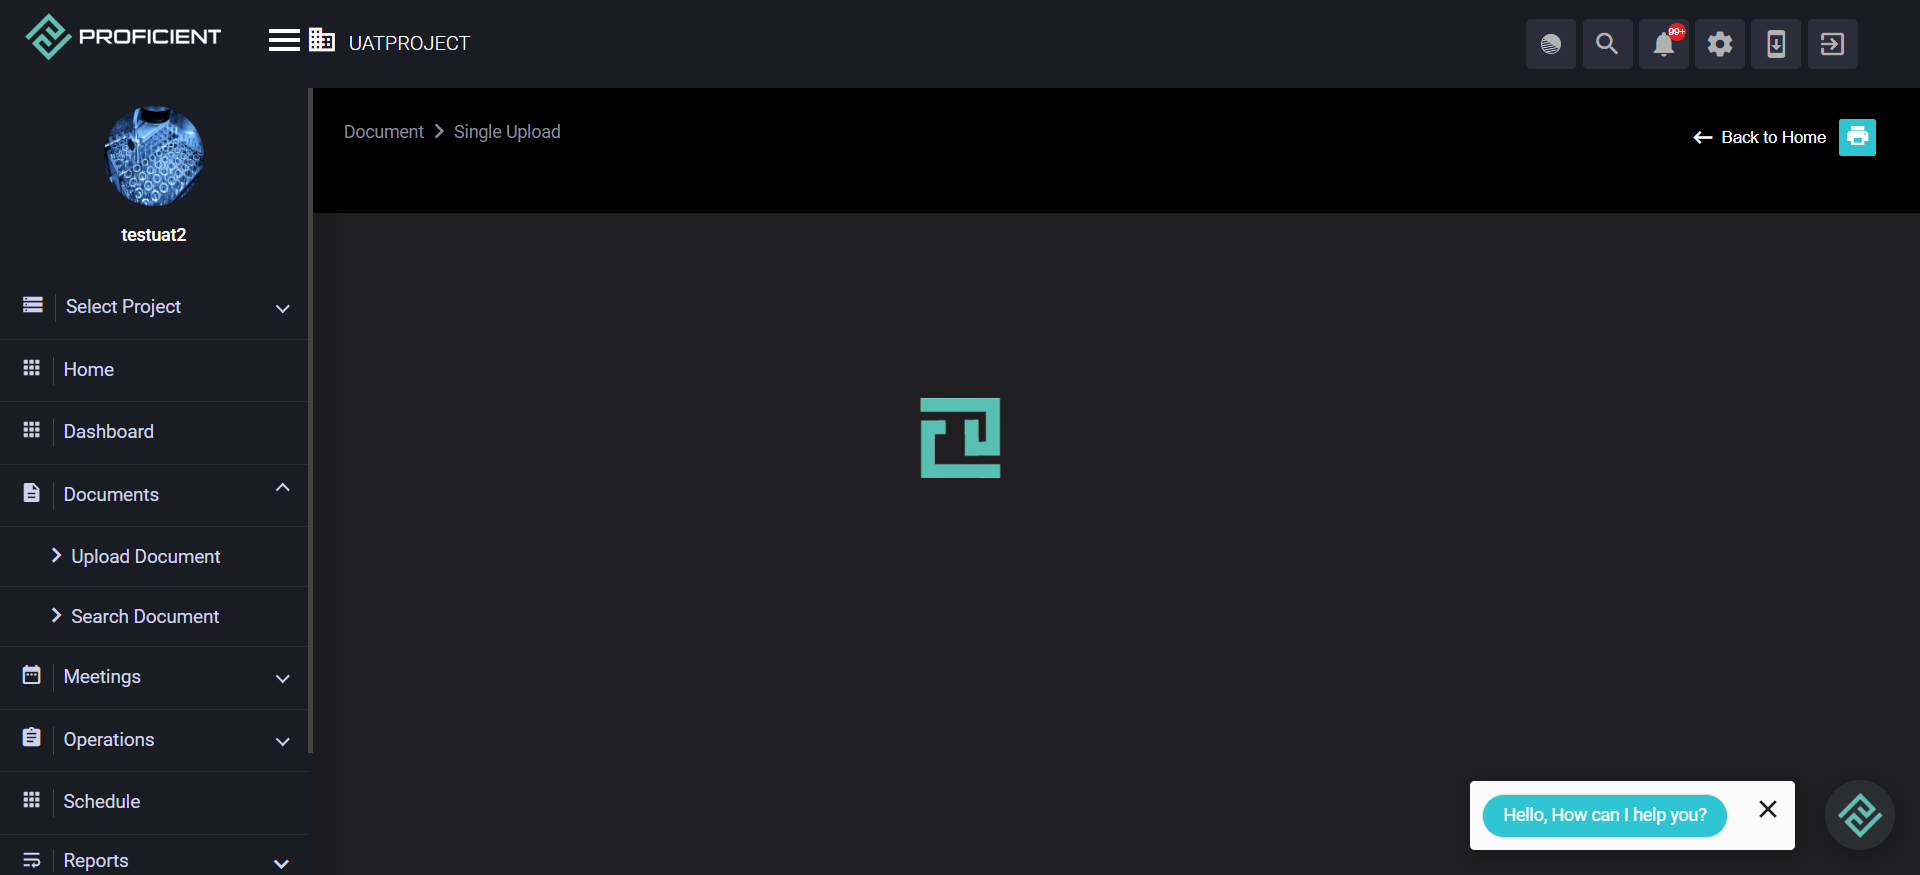 PROFICIENT
UATPROJECT
99+
testuat2
Document
Single Upload
Back to Home
Select Project
Home
Dashboard
Documents
Upload Document
Search Document
Meetings
Operations
Schedule
Reports
Hello, How can I help you?